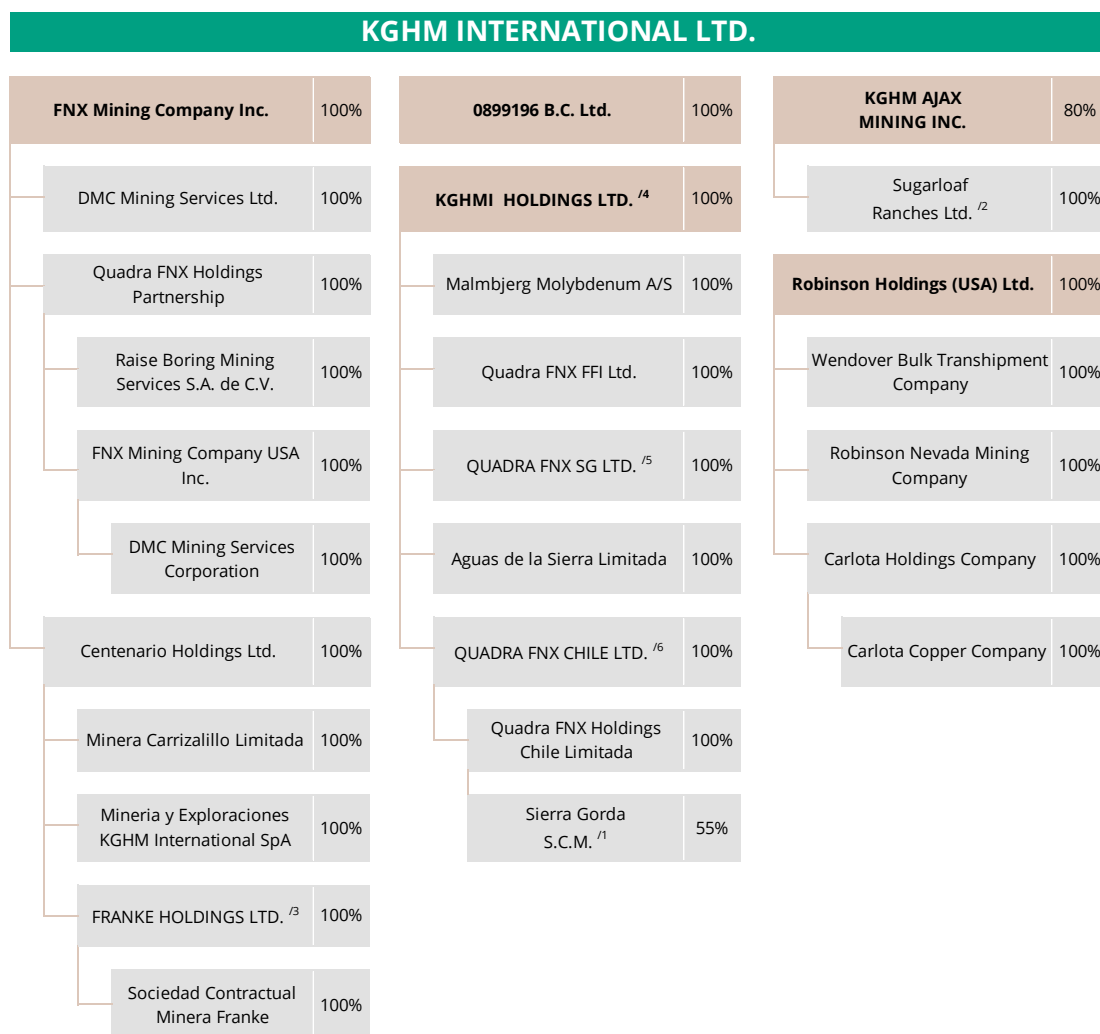 KGHM INTERNATIONAL LTD.
FNX Mining Company Inc. 100%
DMC Mining Services Ltd. 100%
Quadra FNX Holdings
Partnership
100%
Raise Boring Mining
Services S.A. de C.V.
100%
FNX Mining Company USA
Inc.
100%
DMC Mining Services
Corporation
100%
Centenario Holdings Ltd. 100%
Minera Carrizalillo Limitada 100%
Mineria y Exploraciones
KGHM International SpA
100%
FRANKE HOLDINGS LTD. /3 100%
Sociedad Contractual
Minera Franke
100%
0899196 B.C. Ltd. 100%
KGHMI HOLDINGS LTD. /4 100%
Malmbjerg Molybdenum A/S 100%
Quadra FNX FFI Ltd. 100%
QUADRA FNX SG LTD. /5 100%
Aguas de la Sierra Limitada 100%
QUADRA FNX CHILE LTD. /6 100%
Quadra FNX Holdings
Chile Limitada
100%
Sierra Gorda
S.C.M. /1
55%
KGHM AJAX
MINING INC.
80%
Sugarloaf
Ranches Ltd. /2
100%
Robinson Holdings (USA) Ltd. 100%
Wendover Bulk Transhipment
Company
100%
Robinson Nevada Mining
Company
100%
Carlota Holdings Company 100%
Carlota Copper Company 100%